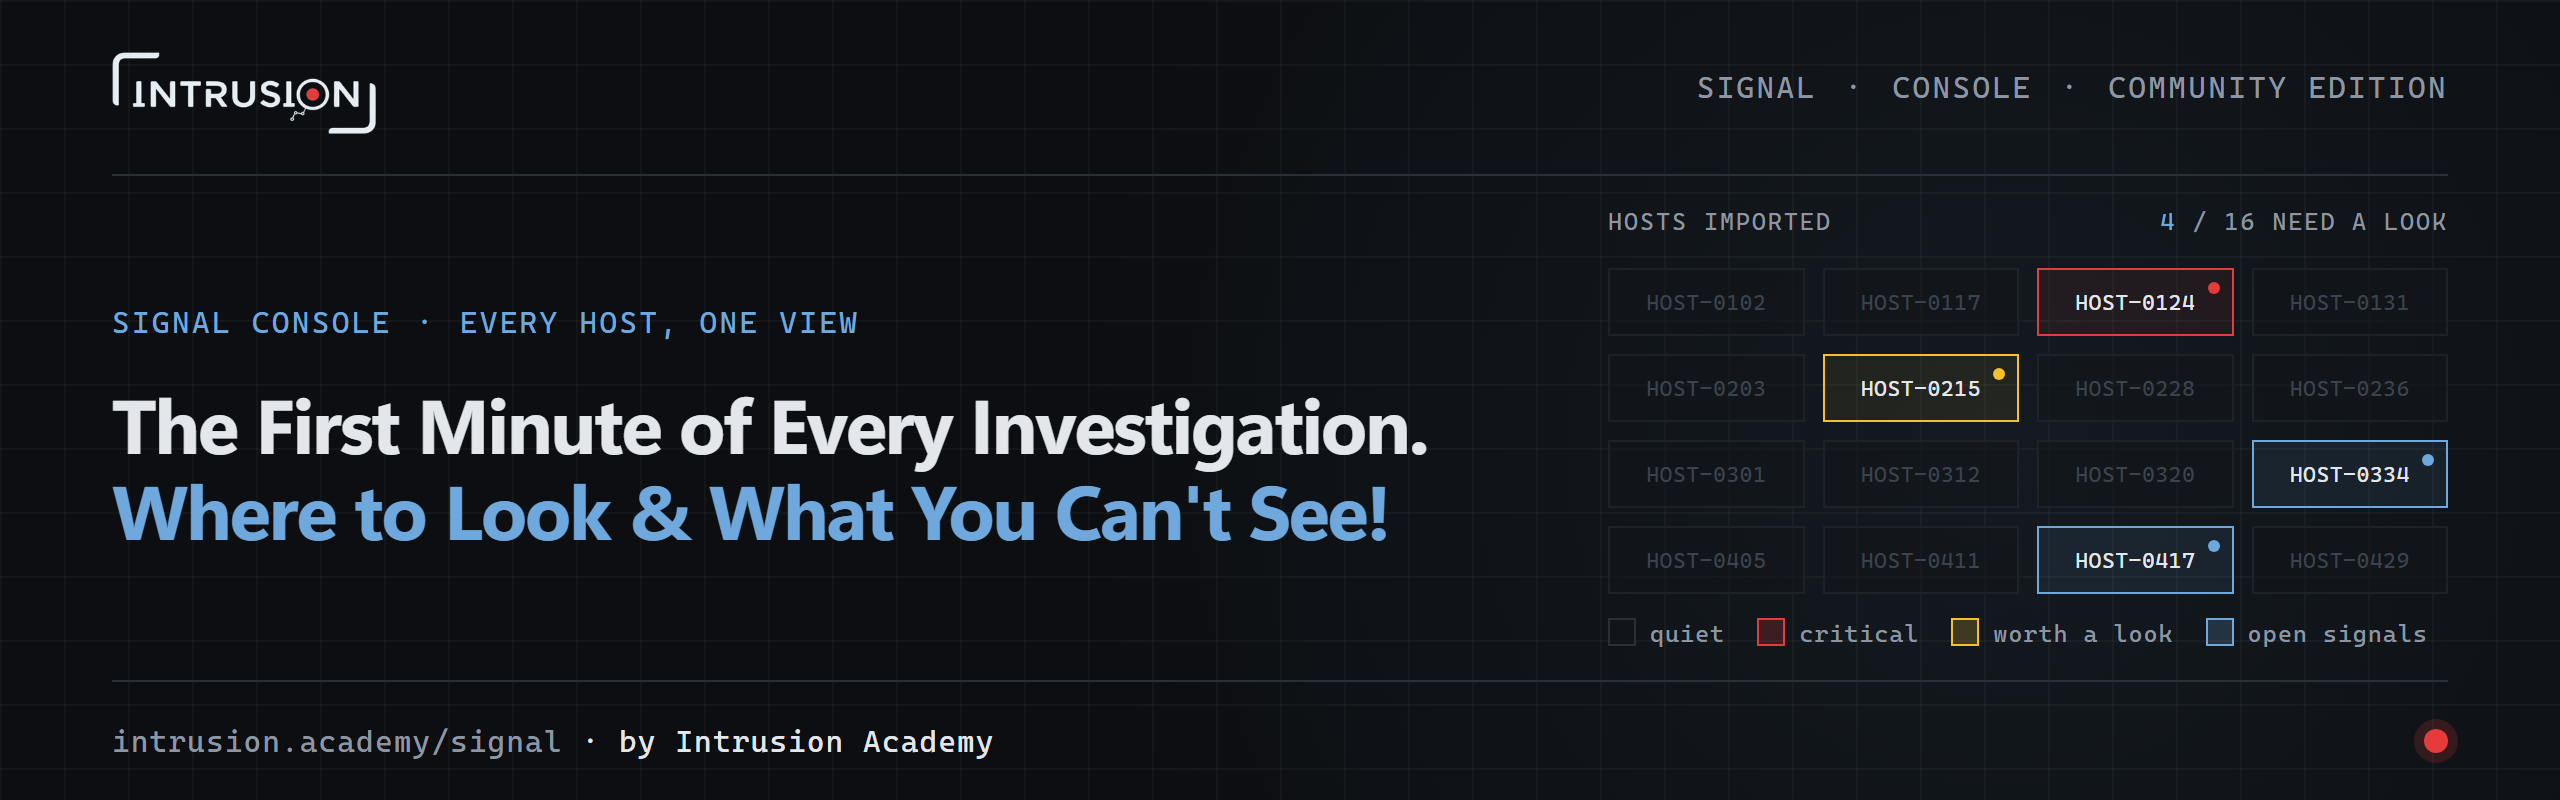 INTRUSION
SIGNAL · CONSOLE · COMMUNITY EDITION
SIGNAL CONSOLE · EVERY HOST, ONE VIEW
The First Minute of Every Investigation.
Where to Look & What You Can't See!
HOSTS IMPORTED 4 / 16 NEED A LOOK
HOST-0102 HOST-0117 HOST-0124 HOST-0131
HOST-0203 HOST-0215 HOST-0228 HOST-0236
HOST-0301 HOST-0312 HOST-0320 HOST-0334
HOST-0405 HOST-0411 HOST-0417 HOST-0429
quiet critical worth a look open signals
intrusion.academy/signal · by Intrusion Academy